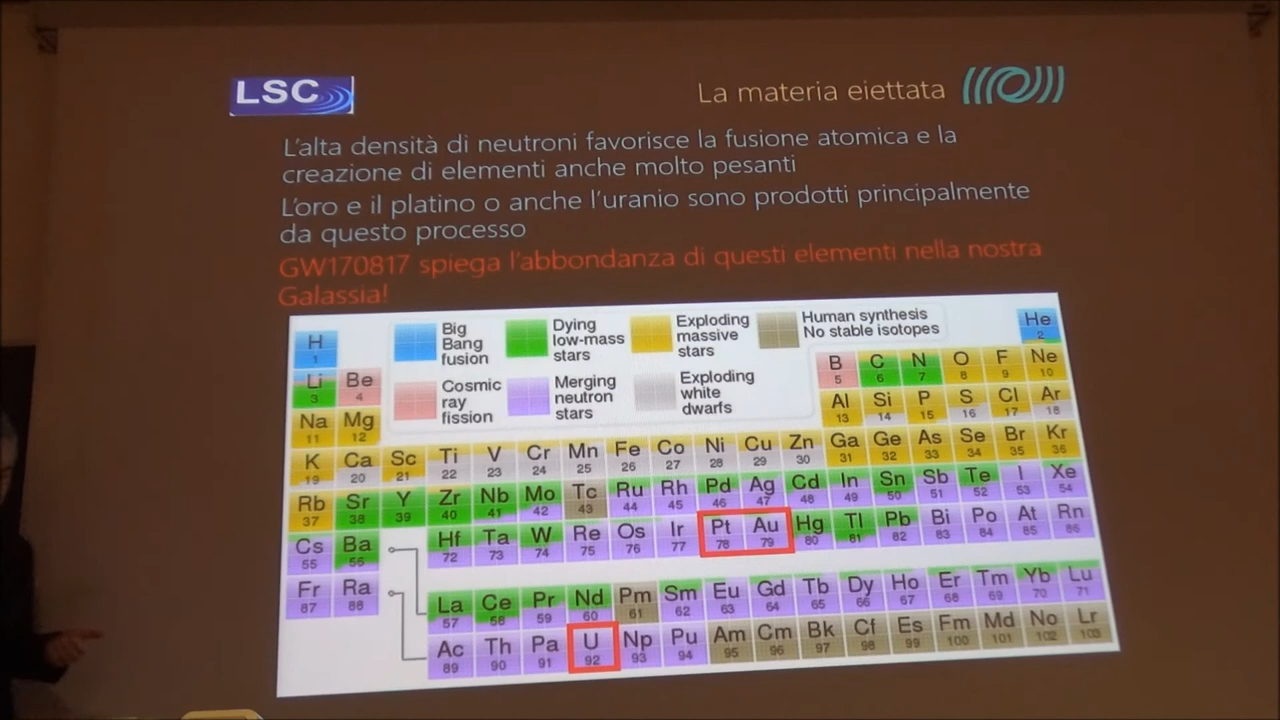 LSC
La materia eiettata
L'alta densità di neutroni favorisce la fusione atomica e la
creazione di elementi anche molto pesanti
L'oro e il platino o anche l'uranio sono prodotti principalmente
da questo processo
GW170817 spiega l'abbondanza di questi elementi nella nostra
Galassia!
Big
Bang
fusion
Dying
low-mass
stars
Exploding
massive
stars
Human synthesis
No stable isotopes
Cosmic
ray
fission
Merging
neutron
stars
Exploding
white
dwarfs
H He
1 2
Li Be B C N O F Ne
3 4 5 6 7 8 9 10
Na Mg Al Si P S Cl Ar
11 12 13 14 15 16 17 18
K Ca Sc Ti V Cr Mn Fe Co Ni Cu Zn Ga Ge As Se Br Kr
19 20 21 22 23 24 25 26 27 28 29 30 31 32 33 34 35 36
Rb Sr Y Zr Nb Mo Tc Ru Rh Pd Ag Cd In Sn Sb Te I Xe
37 38 39 40 41 42 43 44 45 46 47 48 49 50 51 52 53 54
Cs Ba Hf Ta W Re Os Ir Pt Au Hg Tl Pb Bi Po At Rn
55 56 72 73 74 75 76 77 78 79 80 81 82 83 84 85 86
Fr Ra
87 88
La Ce Pr Nd Pm Sm Eu Gd Tb Dy Ho Er Tm Yb Lu
57 58 59 60 61 62 63 64 65 66 67 68 69 70 71
Ac Th Pa U Np Pu Am Cm Bk Cf Es Fm Md No Lr
89 90 91 92 93 94 95 96 97 98 99 100 101 102 103